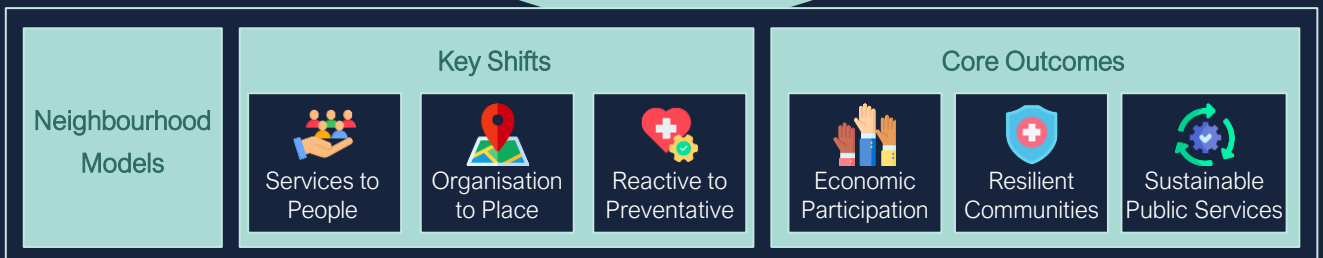 Neighbourhood
Models
Key Shifts
Services to
People
Organisation
to Place
Reactive to
Preventative
Core Outcomes
Economic
Participation
Resilient
Communities
Sustainable
Public Services